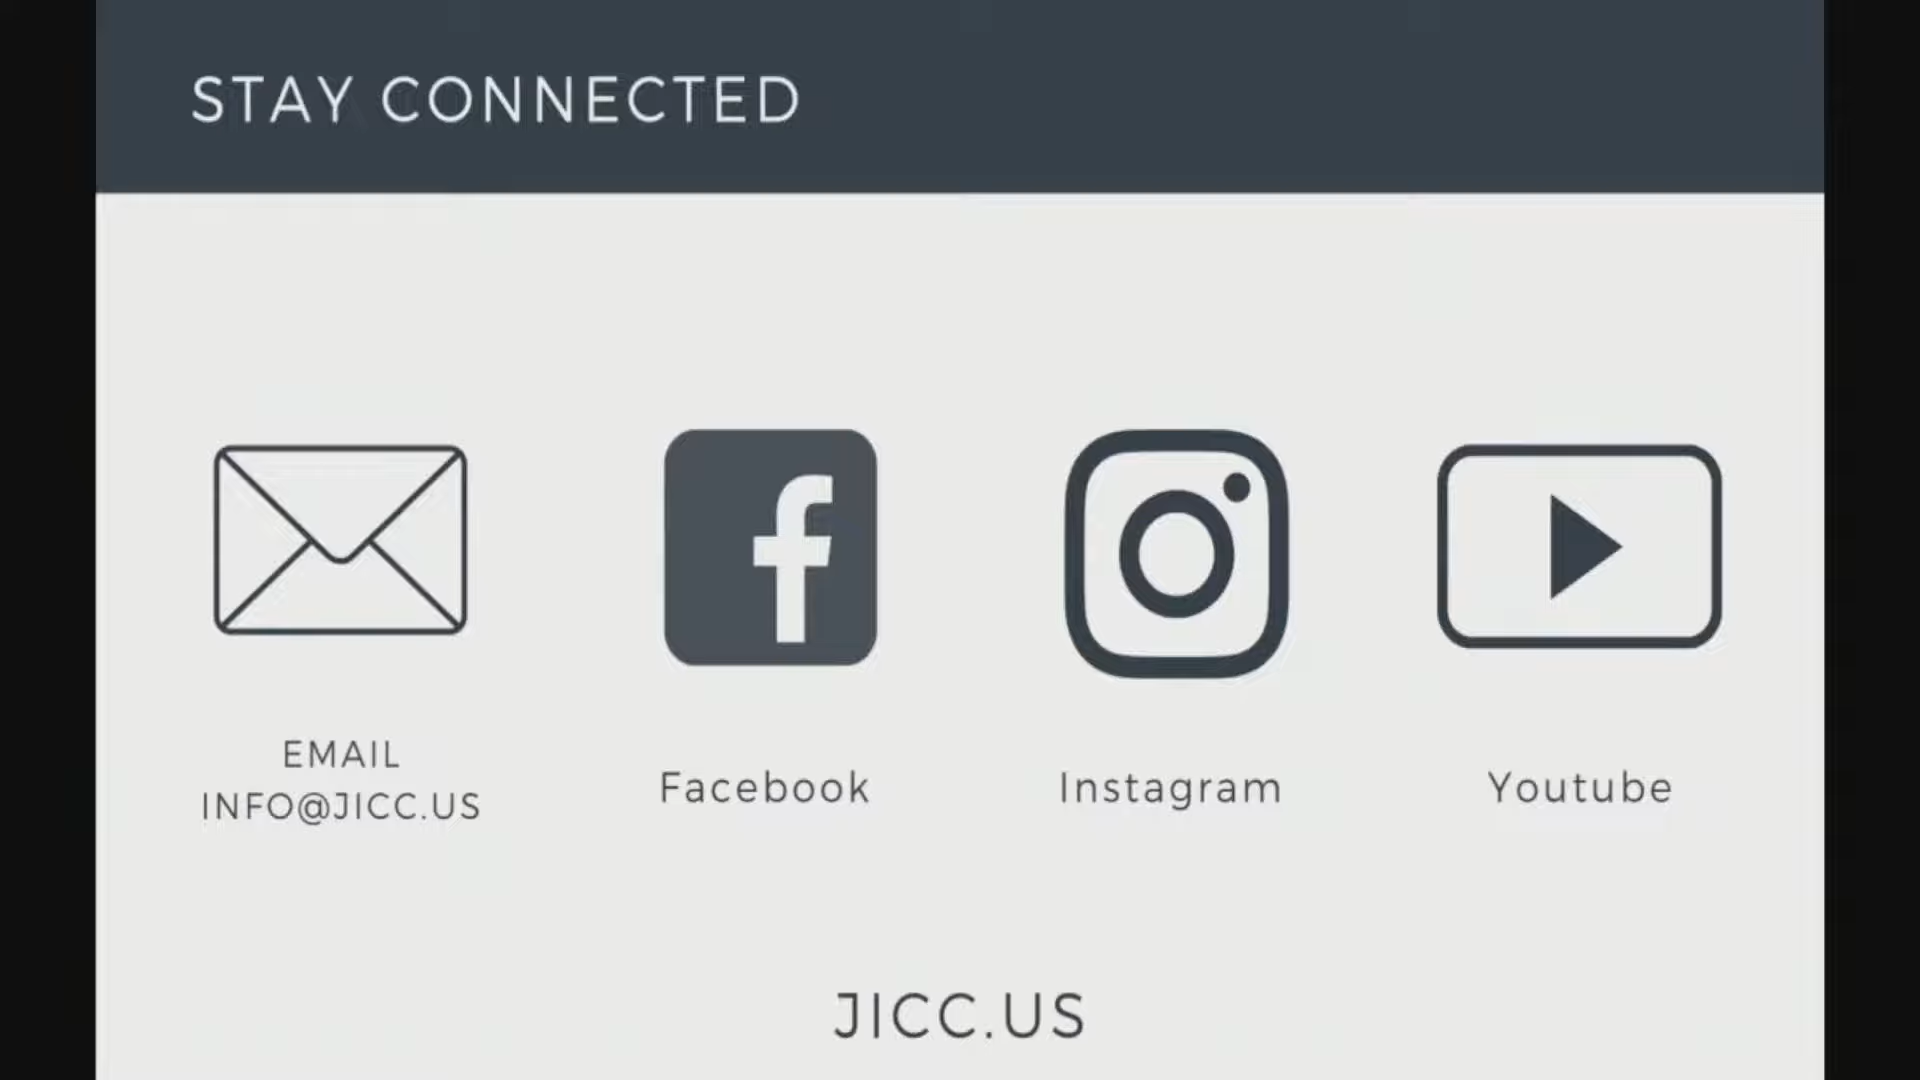 STAY CONNECTED
EMAIL
INFO@JICC.US
Facebook
Instagram
Youtube
JICC.US